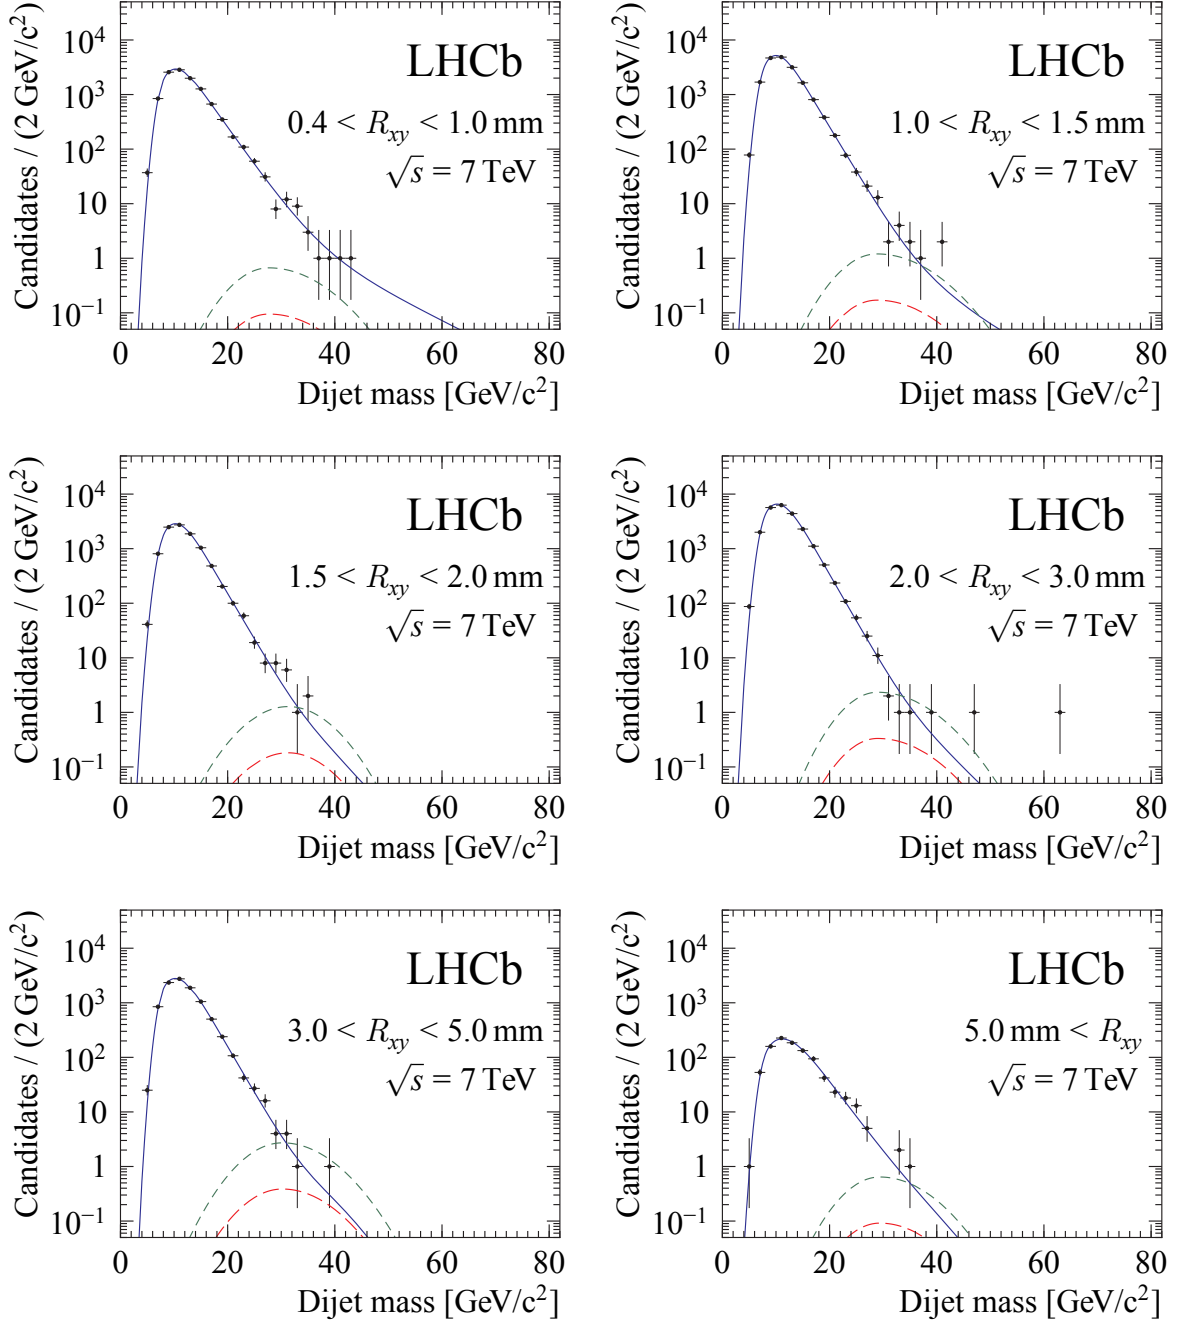 Candidates / (2 GeV/c²)
10⁴
10³
10²
10
1
10⁻¹
LHCb
0.4 < Rxy < 1.0 mm
√s = 7 TeV
0 20 40 60 80
Dijet mass [GeV/c²]
Candidates / (2 GeV/c²)
10⁴
10³
10²
10
1
10⁻¹
LHCb
1.0 < Rxy < 1.5 mm
√s = 7 TeV
0 20 40 60 80
Dijet mass [GeV/c²]
Candidates / (2 GeV/c²)
10⁴
10³
10²
10
1
10⁻¹
LHCb
1.5 < Rxy < 2.0 mm
√s = 7 TeV
0 20 40 60 80
Dijet mass [GeV/c²]
Candidates / (2 GeV/c²)
10⁴
10³
10²
10
1
10⁻¹
LHCb
2.0 < Rxy < 3.0 mm
√s = 7 TeV
0 20 40 60 80
Dijet mass [GeV/c²]
Candidates / (2 GeV/c²)
10⁴
10³
10²
10
1
10⁻¹
LHCb
3.0 < Rxy < 5.0 mm
√s = 7 TeV
0 20 40 60 80
Dijet mass [GeV/c²]
Candidates / (2 GeV/c²)
10⁴
10³
10²
10
1
10⁻¹
LHCb
5.0 mm < Rxy
√s = 7 TeV
0 20 40 60 80
Dijet mass [GeV/c²]